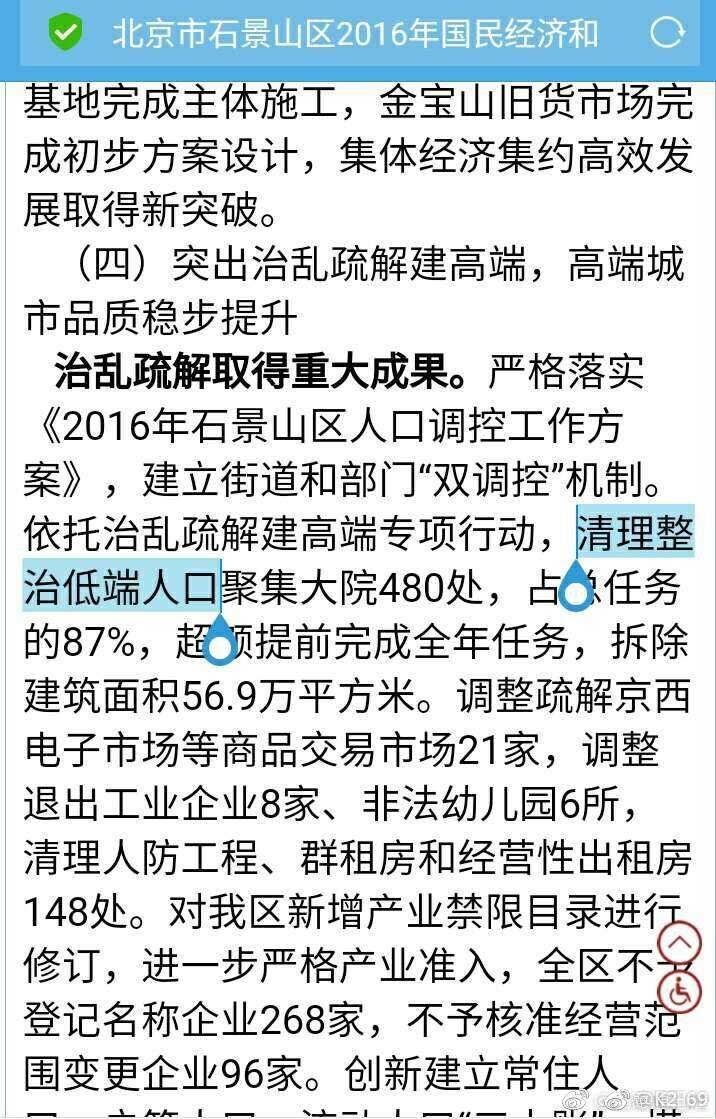 北京市石景山区2016年国民经济和
基地完成主体施工，金宝山旧货市场完
成初步方案设计，集体经济集约高效发
展取得新突破。
（四）突出治乱疏解建高端，高端城
市品质稳步提升
治乱疏解取得重大成果。严格落实
《2016年石景山区人口调控工作方
案》，建立街道和部门“双调控”机制。
依托治乱疏解建高端专项行动，清理整
治低端人口聚集大院480处，占总任务
的87%，超额提前完成全年任务，拆除
建筑面积56.9万平方米。调整疏解京西
电子市场等商品交易市场21家，调整
退出工业企业8家、非法幼儿园6所，
清理人防工程、群租房和经营性出租房
148处。对我区新增产业禁限目录进行
修订，进一步严格产业准入，全区不予
登记名称企业268家，不予核准经营范
围变更企业96家。创新建立常住人